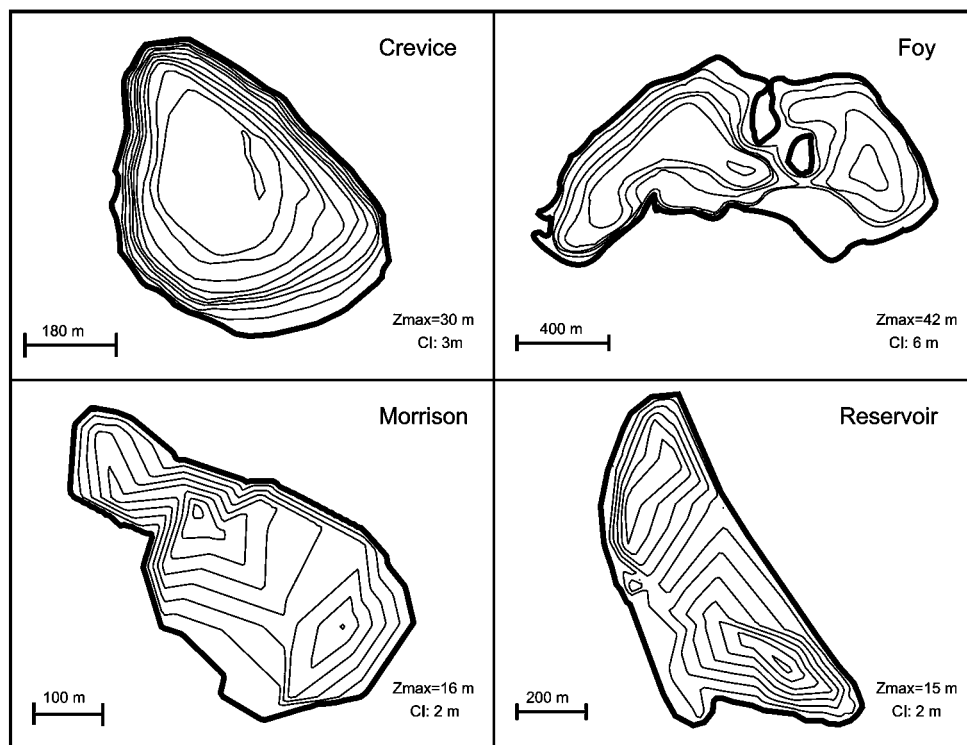 Crevice
180 m
Zmax=30 m
CI: 3m
Foy
400 m
Zmax=42 m
CI: 6 m
Morrison
100 m
Zmax=16 m
CI: 2 m
Reservoir
200 m
Zmax=15 m
CI: 2 m